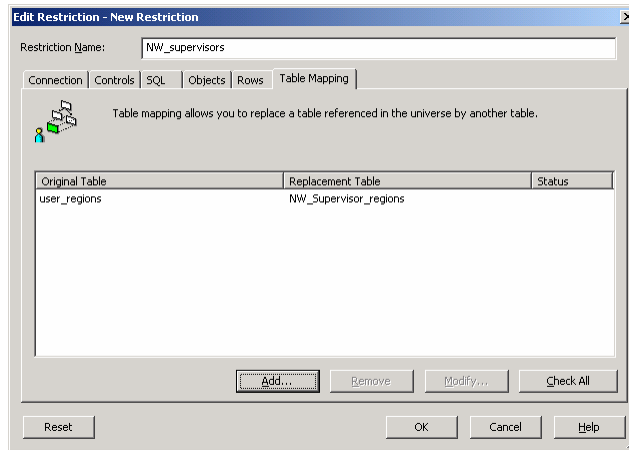 Edit Restriction - New Restriction
Restriction Name: NW_supervisors
Connection Controls SQL Objects Rows Table Mapping
Table mapping allows you to replace a table referenced in the universe by another table.
Original Table Replacement Table Status
user_regions NW_Supervisor_regions
Add... Remove Modify... Check All
Reset OK Cancel Help